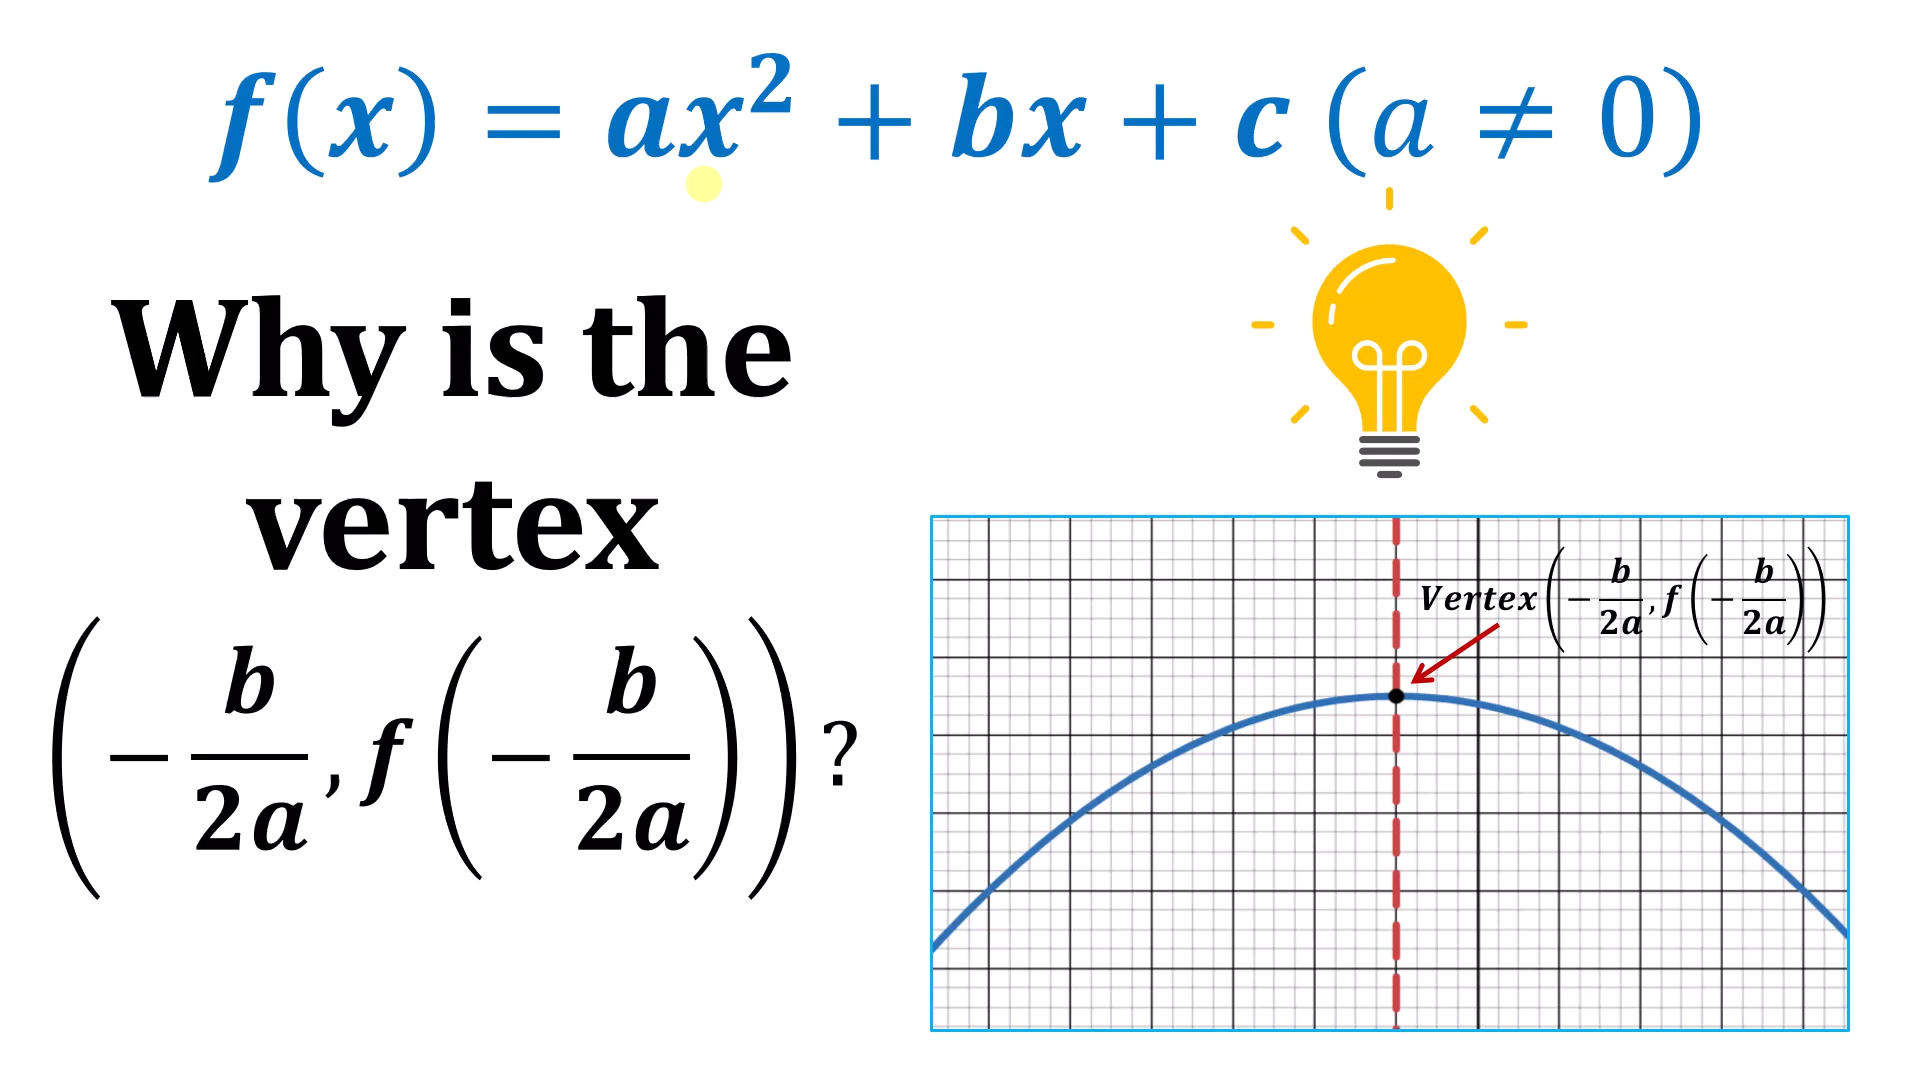 f(x) = ax² + bx + c (a ≠ 0)
Why is the
vertex
(−b/2a, f(−b/2a))?
Vertex(−b/2a, f(−b/2a))